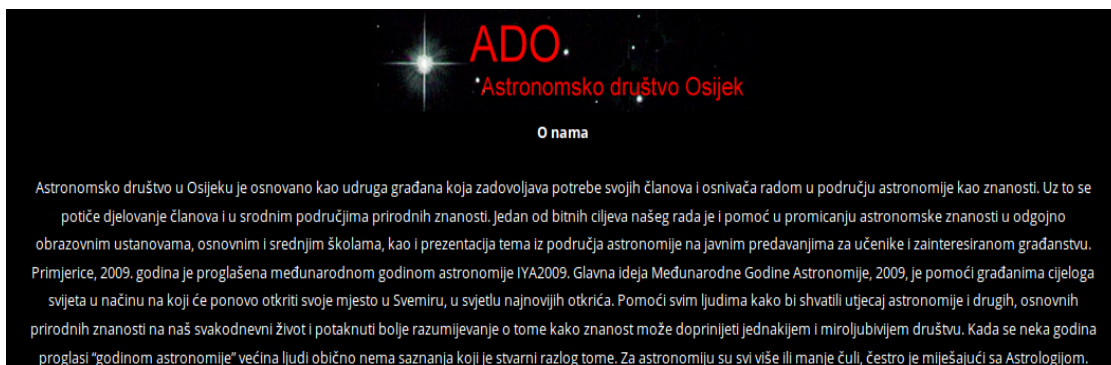 ADO
Astronomsko društvo Osijek
O nama
Astronomsko društvo u Osijeku je osnovano kao udruga građana koja zadovoljava potrebe svojih članova i osnivača radom u području astronomije kao znanosti. Uz to se
potiče djelovanje članova i u srodnim područjima prirodnih znanosti. Jedan od bitnih ciljeva našeg rada je i pomoć u promicanju astronomske znanosti u odgojno
obrazovnim ustanovama, osnovnim i srednjim školama, kao i prezentacija tema iz područja astronomije na javnim predavanjima za učenike i zainteresiranom građanstvu.
Primjerice, 2009. godina je proglašena međunarodnom godinom astronomije IYA2009. Glavna ideja Međunarodne Godine Astronomije, 2009, je pomoći građanima cijeloga
svijeta u načinu na koji će ponovo otkriti svoje mjesto u Svemiru, u svjetlu najnovijih otkrića. Pomoći svim ljudima kako bi shvatili utjecaj astronomije i drugih, osnovnih
prirodnih znanosti na naš svakodnevni život i potaknuti bolje razumijevanje o tome kako znanost može doprinijeti jednakijem i miroljubivijem društvu. Kada se neka godina
proglasi “godinom astronomije” većina ljudi obično nema saznanja koji je stvarni razlog tome. Za astronomiju su svi više ili manje čuli, čestro je miješajući sa Astrologijom.